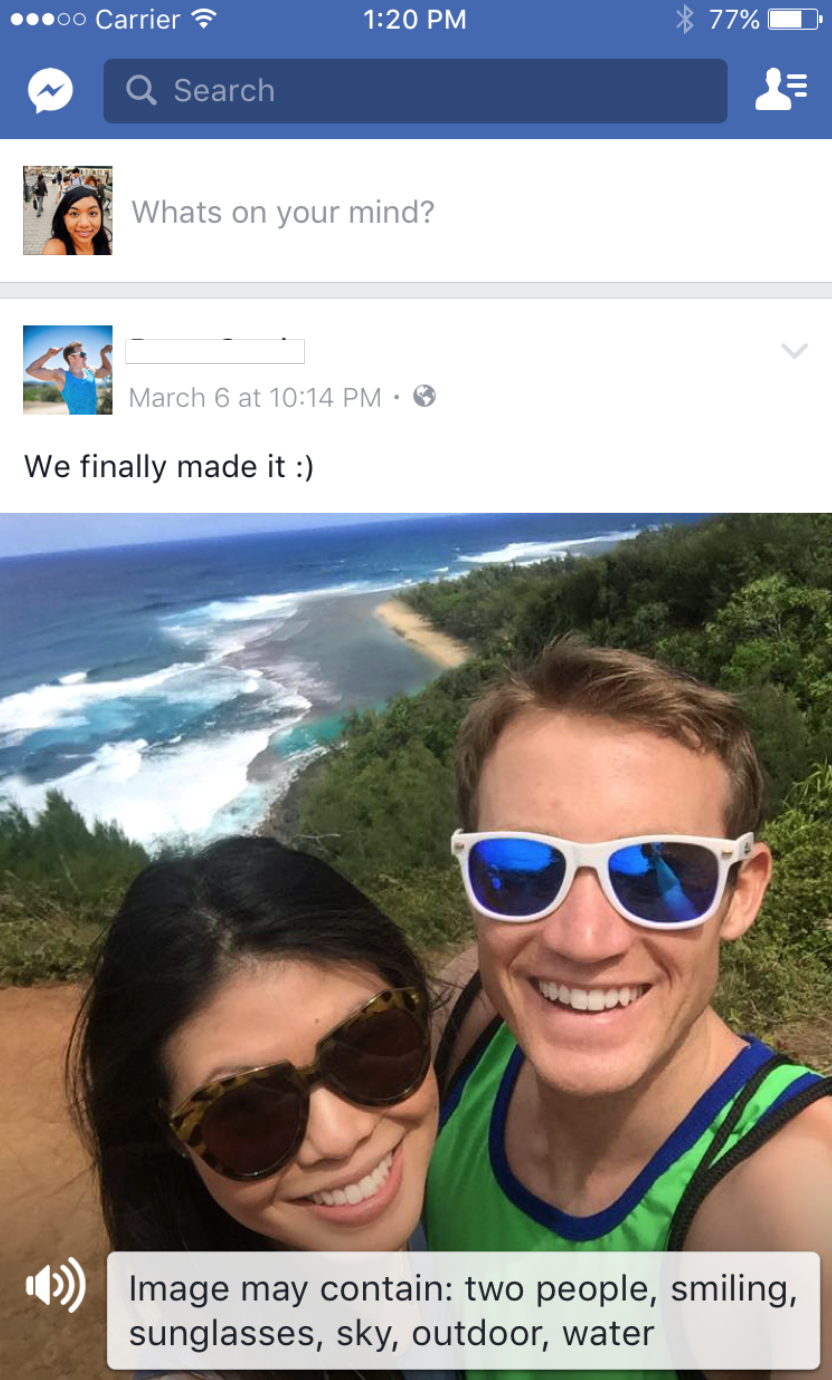 Carrier
1:20 PM
77%
Search
Whats on your mind?
March 6 at 10:14 PM ·
We finally made it :)
Image may contain: two people, smiling,
sunglasses, sky, outdoor, water